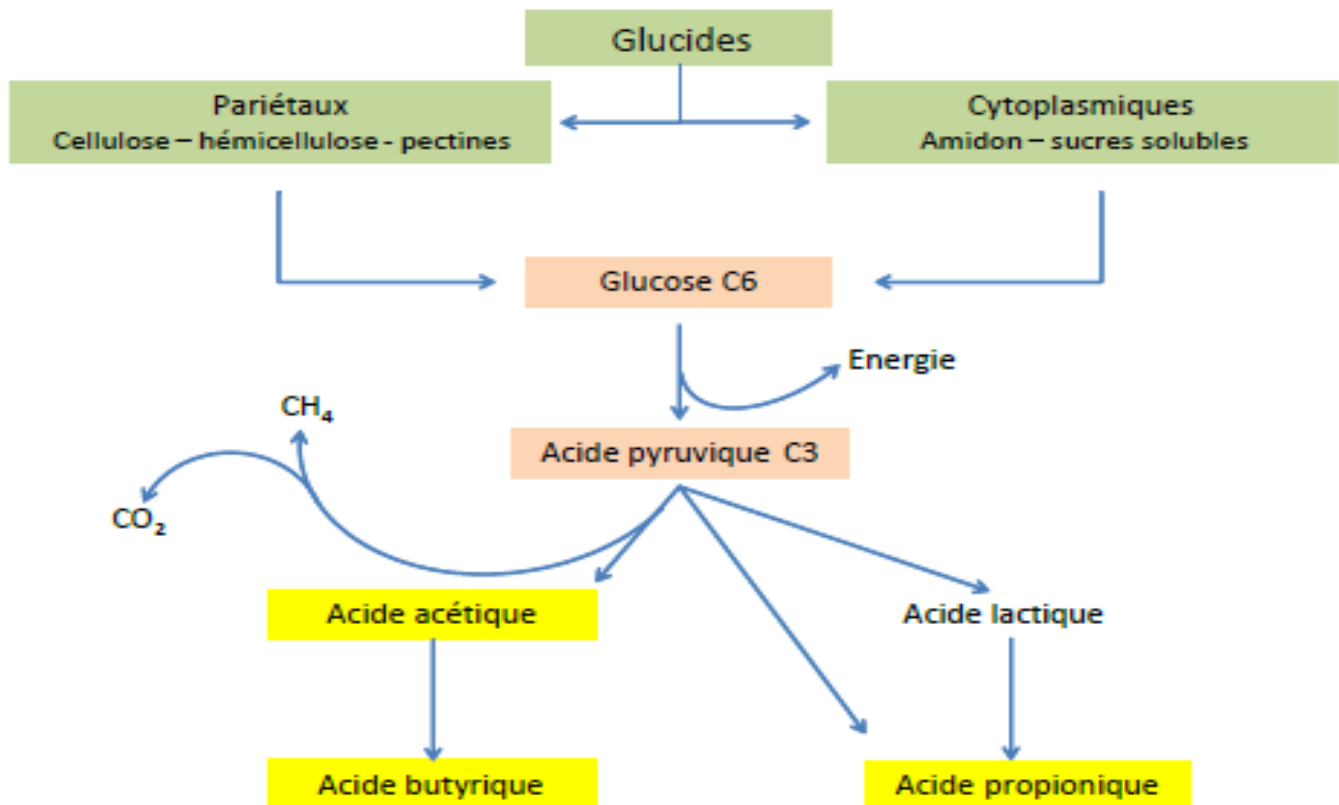 Glucides
Pariétaux
Cellulose – hémicellulose - pectines
Cytoplasmiques
Amidon – sucres solubles
Glucose C6
Energie
CH₄
Acide pyruvique C3
CO₂
Acide acétique
Acide lactique
Acide butyrique
Acide propionique